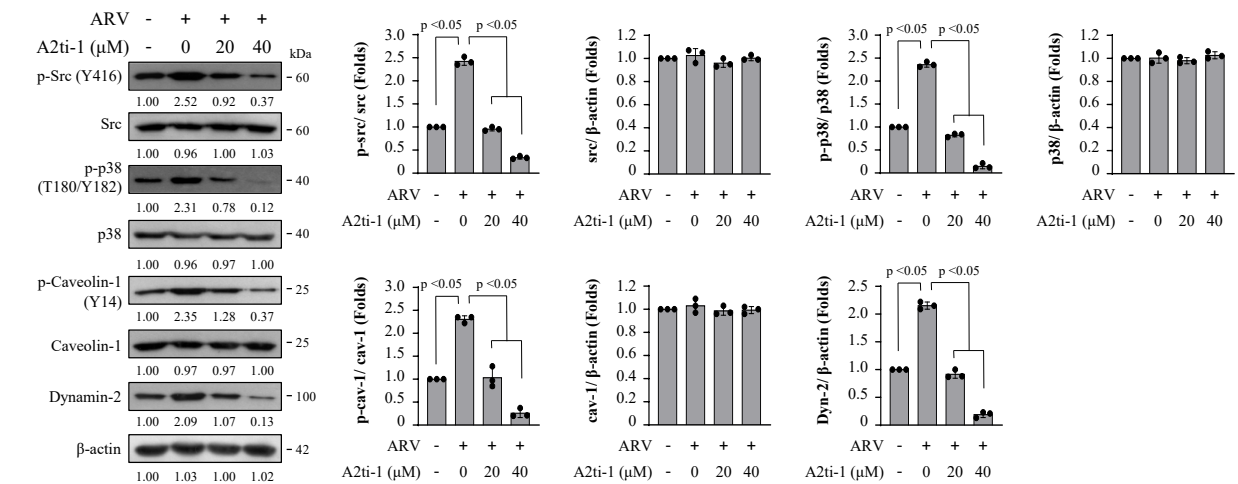 ARV - + + +
A2ti-1 (μM) - 0 20 40
kDa
p-Src (Y416) - 60
1.00 2.52 0.92 0.37
Src - 60
1.00 0.96 1.00 1.03
p-p38
(T180/Y182) - 40
1.00 2.31 0.78 0.12
p38 - 40
1.00 0.96 0.97 1.00
p-Caveolin-1
(Y14) - 25
1.00 2.35 1.28 0.37
Caveolin-1 - 25
1.00 0.97 0.97 1.00
Dynamin-2 - 100
1.00 2.09 1.07 0.13
β-actin - 42
1.00 1.03 1.00 1.02
p-src/ src (Folds)
3.0
2.5
2.0
1.5
1.0
0.5
0
p <0.05 p <0.05
ARV - + + +
A2ti-1 (μM) - 0 20 40
src/ β-actin (Folds)
1.2
1.0
0.8
0.6
0.4
0.2
0
ARV - + + +
A2ti-1 (μM) - 0 20 40
p-p38/ p38 (Folds)
3.0
2.5
2.0
1.5
1.0
0.5
0
p <0.05 p <0.05
ARV - + + +
A2ti-1 (μM) - 0 20 40
p38/ β-actin (Folds)
1.2
1.0
0.8
0.6
0.4
0.2
0
ARV - + + +
A2ti-1 (μM) - 0 20 40
p-cav-1/ cav-1 (Folds)
3.0
2.5
2.0
1.5
1.0
0.5
0
p <0.05 p <0.05
ARV - + + +
A2ti-1 (μM) - 0 20 40
cav-1/ β-actin (Folds)
1.2
1.0
0.8
0.6
0.4
0.2
0
ARV - + + +
A2ti-1 (μM) - 0 20 40
Dyn-2/ β-actin (Folds)
2.5
2.0
1.5
1.0
0.5
0
p <0.05 p <0.05
ARV - + + +
A2ti-1 (μM) - 0 20 40